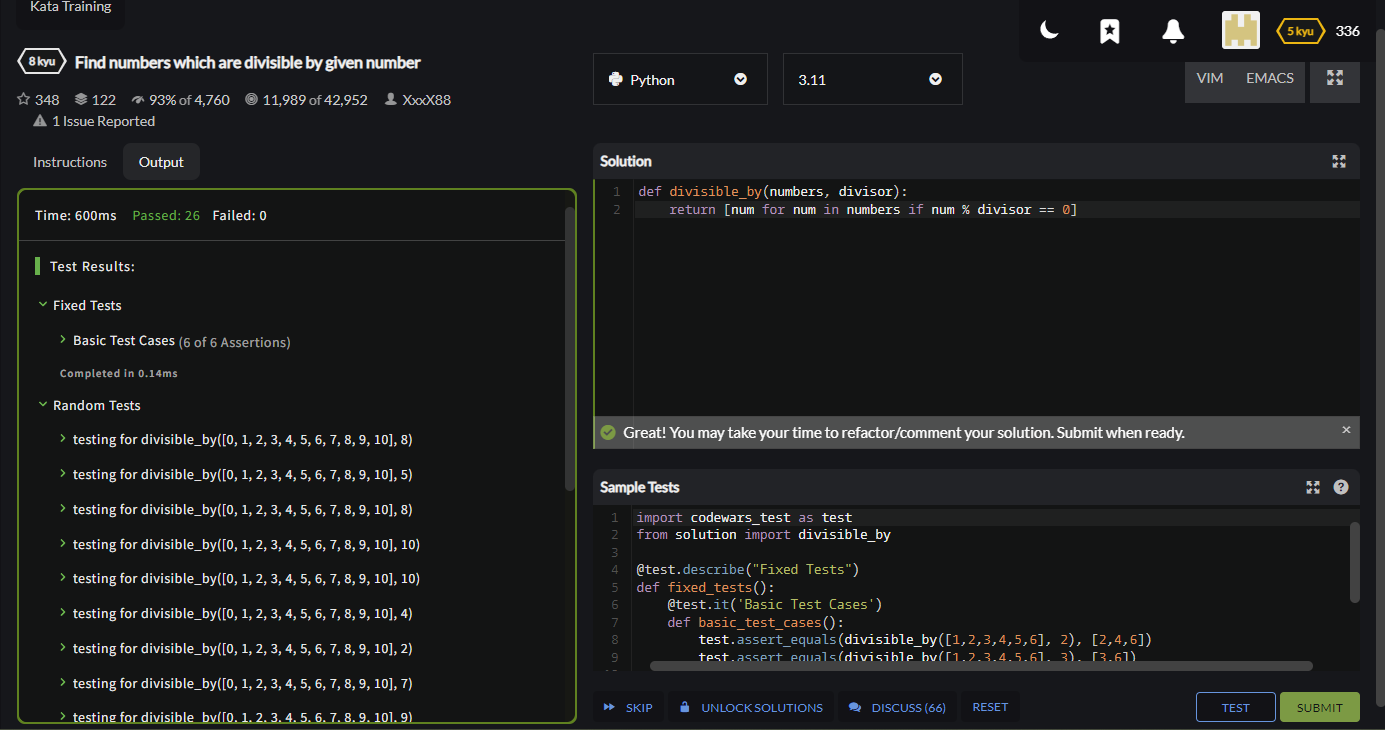 Kata Training
5 kyu 336
8 kyu Find numbers which are divisible by given number
348 122 93% of 4,760 11,989 of 42,952 XxxX88
1 Issue Reported
Python 3.11
VIM EMACS
Instructions Output
Time: 600ms Passed: 26 Failed: 0
Test Results:
Fixed Tests
Basic Test Cases (6 of 6 Assertions)
Completed in 0.14ms
Random Tests
testing for divisible_by([0, 1, 2, 3, 4, 5, 6, 7, 8, 9, 10], 8)
testing for divisible_by([0, 1, 2, 3, 4, 5, 6, 7, 8, 9, 10], 5)
testing for divisible_by([0, 1, 2, 3, 4, 5, 6, 7, 8, 9, 10], 8)
testing for divisible_by([0, 1, 2, 3, 4, 5, 6, 7, 8, 9, 10], 10)
testing for divisible_by([0, 1, 2, 3, 4, 5, 6, 7, 8, 9, 10], 10)
testing for divisible_by([0, 1, 2, 3, 4, 5, 6, 7, 8, 9, 10], 4)
testing for divisible_by([0, 1, 2, 3, 4, 5, 6, 7, 8, 9, 10], 2)
testing for divisible_by([0, 1, 2, 3, 4, 5, 6, 7, 8, 9, 10], 7)
testing for divisible_by([0, 1, 2, 3, 4, 5, 6, 7, 8, 9, 10], 9)
Solution
1 def divisible_by(numbers, divisor):
2     return [num for num in numbers if num % divisor == 0]
Great! You may take your time to refactor/comment your solution. Submit when ready.
Sample Tests
1 import codewars_test as test
2 from solution import divisible_by
3
4 @test.describe("Fixed Tests")
5 def fixed_tests():
6     @test.it('Basic Test Cases')
7     def basic_test_cases():
8         test.assert_equals(divisible_by([1,2,3,4,5,6], 2), [2,4,6])
9         test.assert_equals(divisible_by([1,2,3,4,5,6], 3), [3,6])
SKIP UNLOCK SOLUTIONS DISCUSS (66) RESET TEST SUBMIT